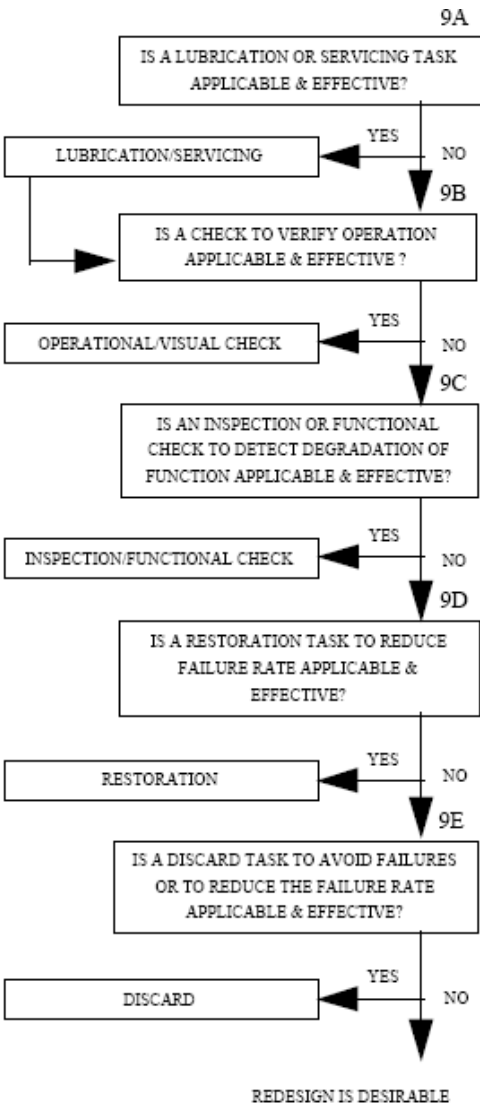 9A
IS A LUBRICATION OR SERVICING TASK
APPLICABLE & EFFECTIVE?
YES
LUBRICATION/SERVICING
NO
9B
IS A CHECK TO VERIFY OPERATION
APPLICABLE & EFFECTIVE ?
YES
OPERATIONAL/VISUAL CHECK
NO
9C
IS AN INSPECTION OR FUNCTIONAL
CHECK TO DETECT DEGRADATION OF
FUNCTION APPLICABLE & EFFECTIVE?
YES
INSPECTION/FUNCTIONAL CHECK
NO
9D
IS A RESTORATION TASK TO REDUCE
FAILURE RATE APPLICABLE &
EFFECTIVE?
YES
RESTORATION
NO
9E
IS A DISCARD TASK TO AVOID FAILURES
OR TO REDUCE THE FAILURE RATE
APPLICABLE & EFFECTIVE?
YES
DISCARD
NO
REDESIGN IS DESIRABLE